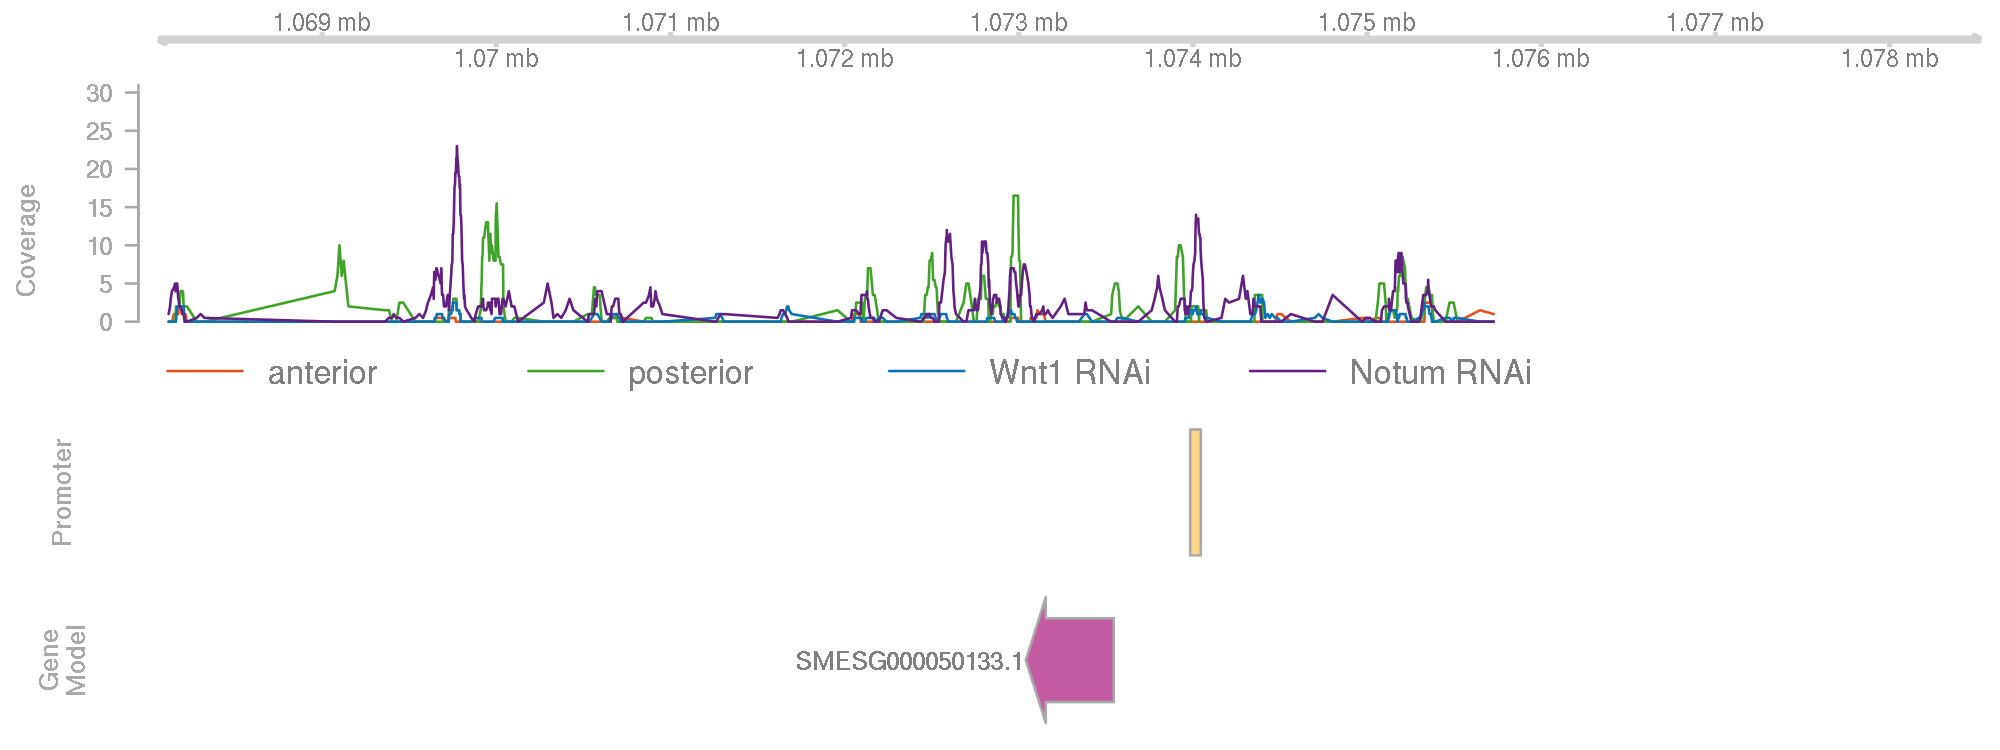 1.069 mb 1.071 mb 1.073 mb 1.075 mb 1.077 mb
1.07 mb 1.072 mb 1.074 mb 1.076 mb 1.078 mb
Coverage
30
25
20
15
10
5
0
anterior posterior Wnt1 RNAi Notum RNAi
Promoter
Gene
Model
SMESG000050133.1